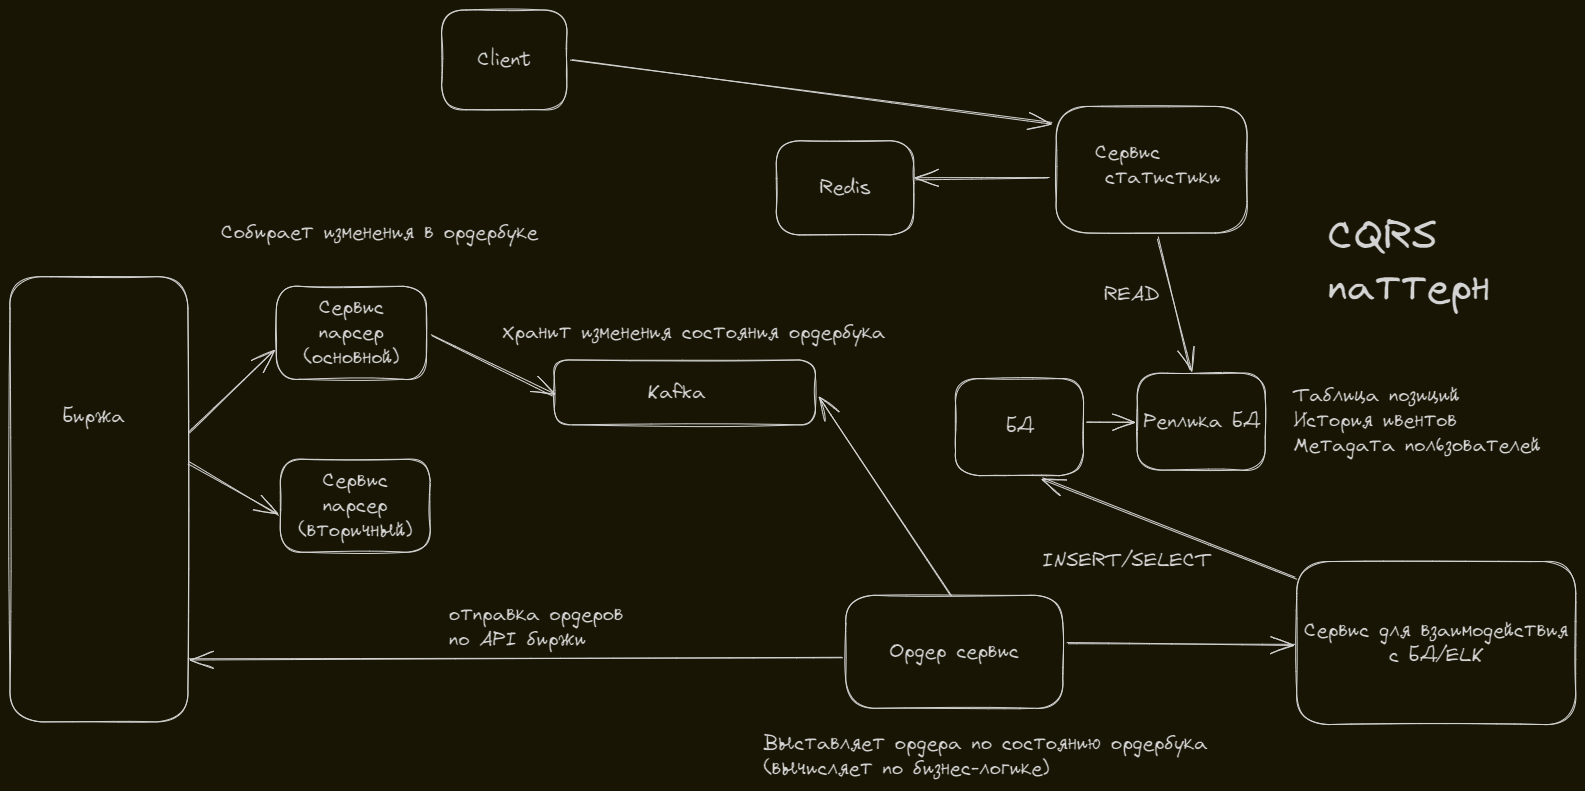 Client
Сервис
статистики
Redis
CQRS
паттерн
Собирает изменения в ордербуке
READ
Сервис
парсер
(основной)
Хранит изменения состояния ордербука
Kafka
Биржа
БД
Реплика БД
Таблица позиций
История ивентов
Метадата пользователей
Сервис
парсер
(вторичный)
INSERT/SELECT
отправка ордеров
по API биржи
Ордер сервис
Сервис для взаимодействия
с БД/ELK
Выставляет ордера по состоянию ордербука
(вычисляет по бизнес-логике)